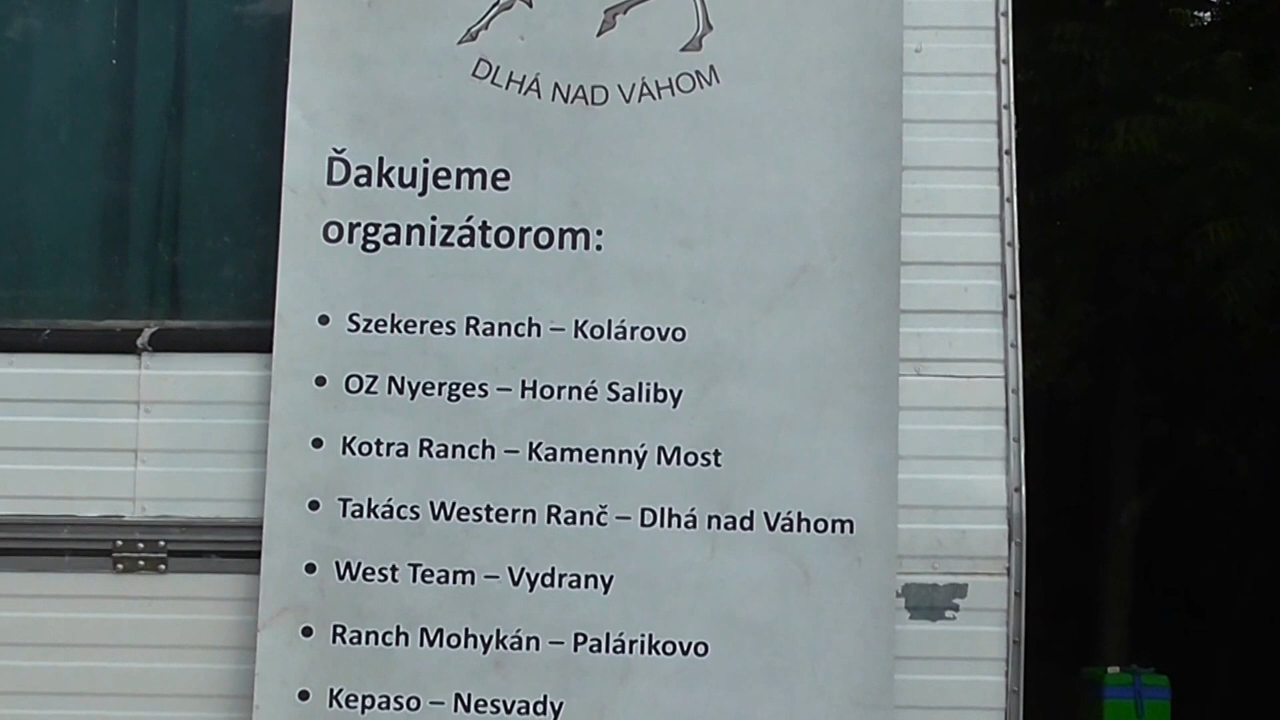 DLHÁ NAD VÁHOM
Ďakujeme
organizátorom:
• Szekeres Ranch – Kolárovo
• OZ Nyerges – Horné Saliby
• Kotra Ranch – Kamenný Most
• Takács Western Ranč – Dlhá nad Váhom
• West Team – Vydrany
• Ranch Mohykán – Palárikovo
• Kepaso – Nesvady